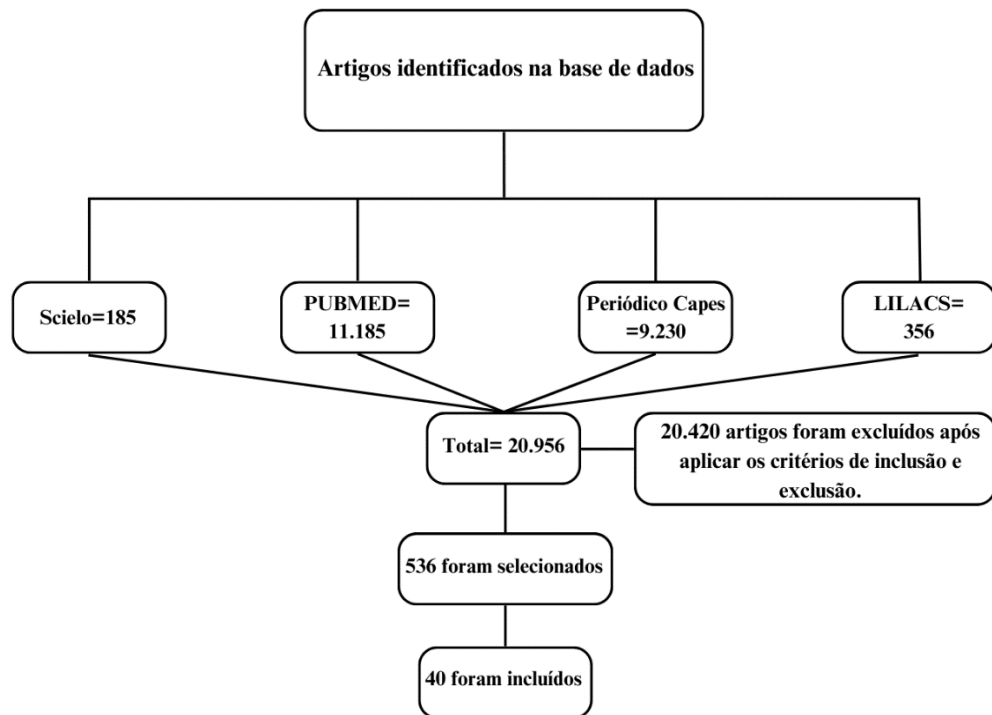 Artigos identificados na base de dados
Scielo=185
PUBMED=
11.185
Periódico Capes
=9.230
LILACS=
356
Total= 20.956
20.420 artigos foram excluídos após
aplicar os critérios de inclusão e
exclusão.
536 foram selecionados
40 foram incluídos